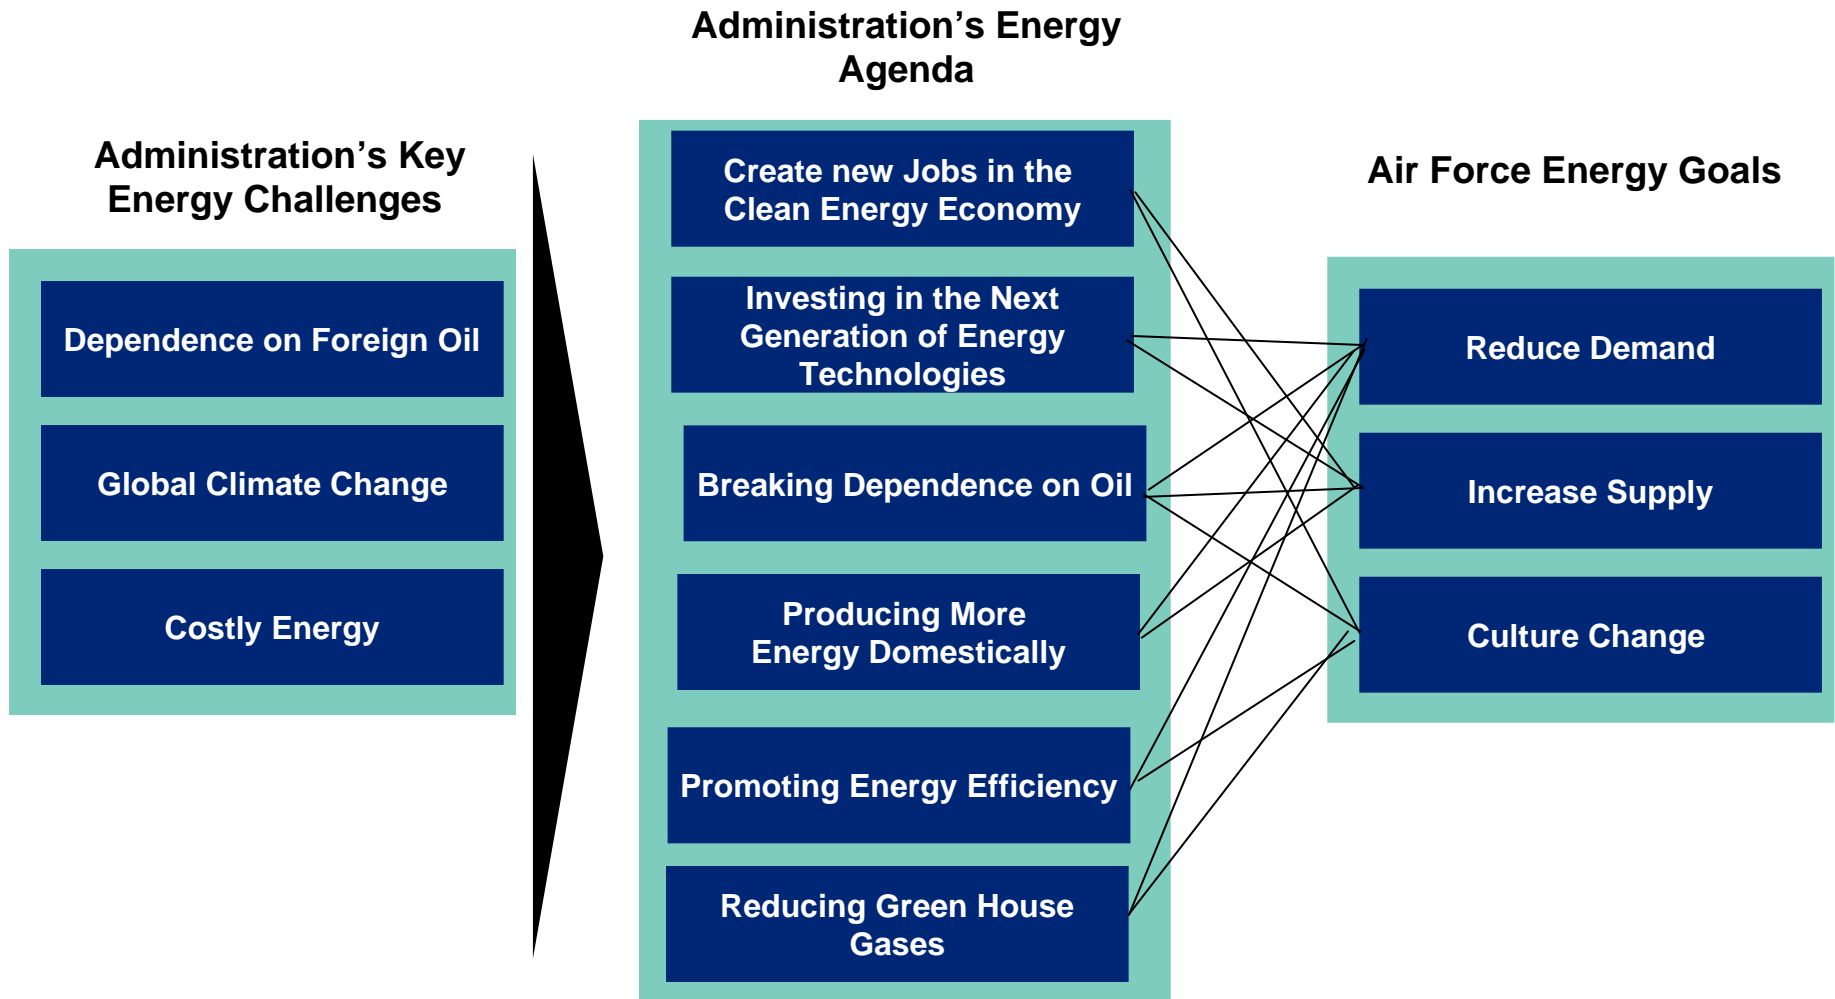 Administration’s Key
Energy Challenges
Dependence on Foreign Oil
Global Climate Change
Costly Energy
Administration’s Energy
Agenda
Create new Jobs in the
Clean Energy Economy
Investing in the Next
Generation of Energy
Technologies
Breaking Dependence on Oil
Producing More
Energy Domestically
Promoting Energy Efficiency
Reducing Green House
Gases
Air Force Energy Goals
Reduce Demand
Increase Supply
Culture Change